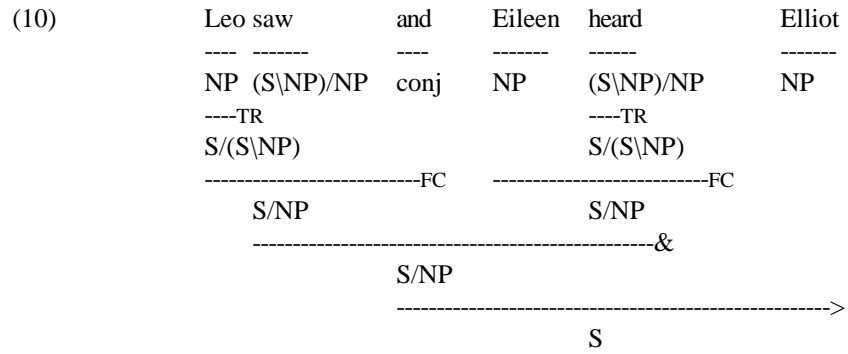 (10) Leo saw and Eileen heard Elliot
---- ------- ---- ------- ------ -------
NP (S\NP)/NP conj NP (S\NP)/NP NP
----TR ----TR
S/(S\NP) S/(S\NP)
---------------------------FC ---------------------------FC
S/NP S/NP
--------------------------------------------------&
S/NP
------------------------------------------------------>
S